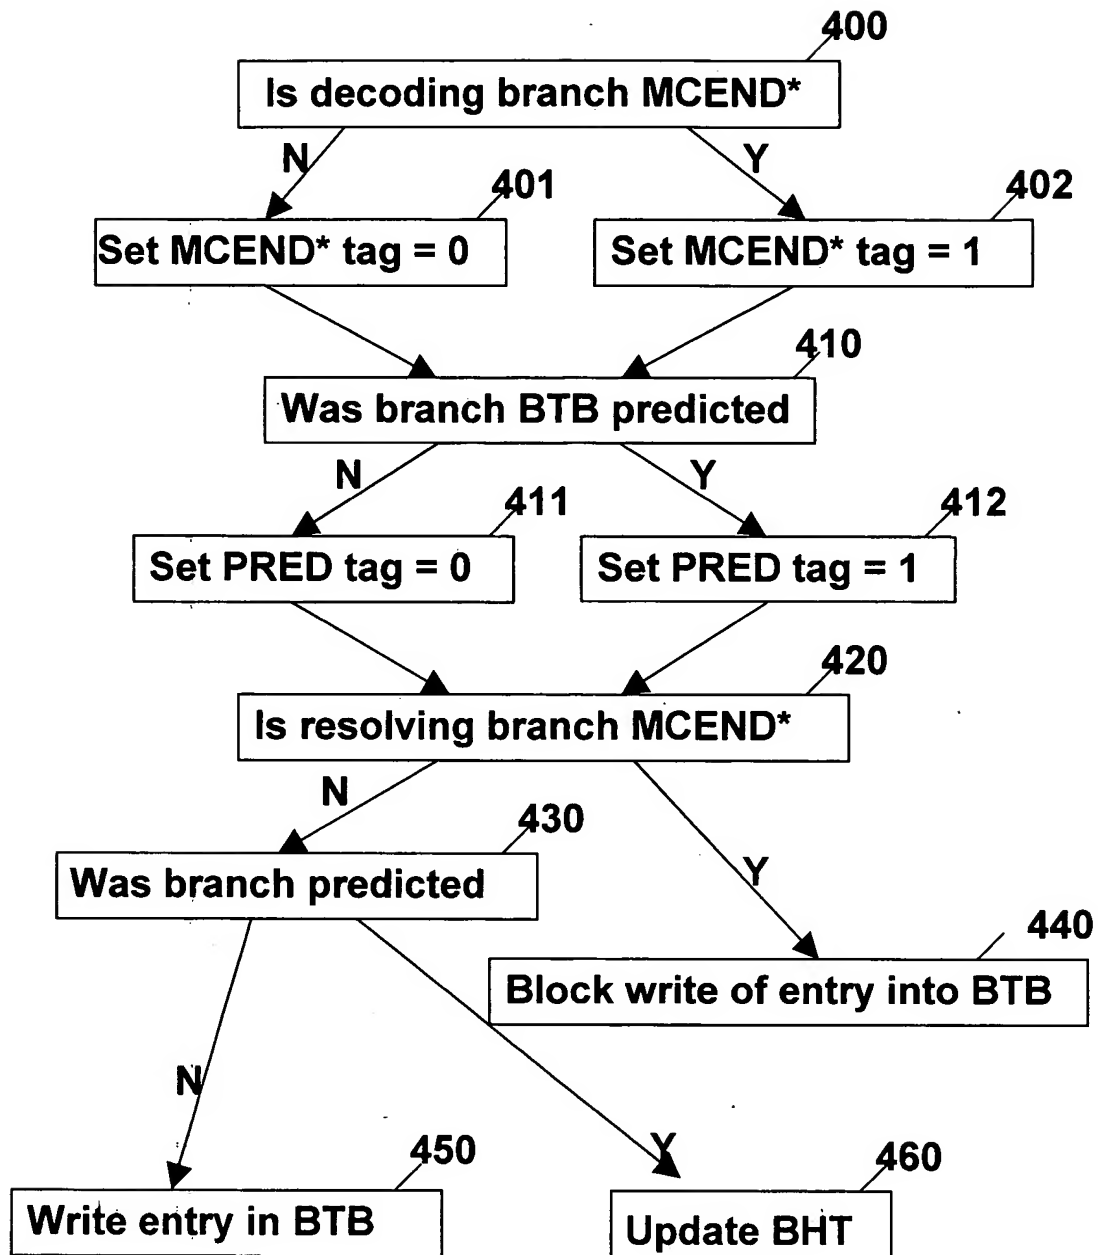 400
Is decoding branch MCEND*
N
Y
401
402
Set MCEND* tag = 0
Set MCEND* tag = 1
410
Was branch BTB predicted
N
Y
411
412
Set PRED tag = 0
Set PRED tag = 1
420
Is resolving branch MCEND*
N
430
Was branch predicted
Y
440
Block write of entry into BTB
N
Y
450
460
Write entry in BTB
Update BHT